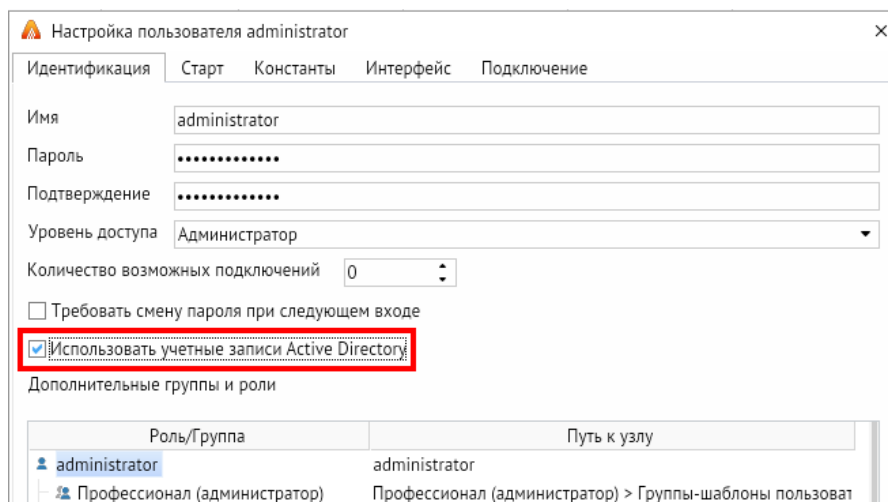 Настройка пользователя administrator
Идентификация Старт Константы Интерфейс Подключение
Имя administrator
Пароль •••••••••••••
Подтверждение •••••••••••••
Уровень доступа Администратор
Количество возможных подключений 0
Требовать смену пароля при следующем входе
Использовать учетные записи Active Directory
Дополнительные группы и роли
Роль/Группа Путь к узлу
administrator administrator
Профессионал (администратор) Профессионал (администратор) > Группы-шаблоны пользоват